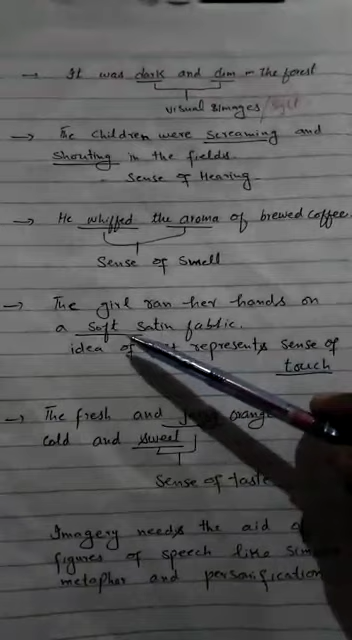 → It was dark and dim in the forest
visual images/sight
→ The children were screaming and
shouting in the fields.
- Sense of Hearing
→ He whiffed the aroma of brewed coffee.
Sense of smell
→ The girl ran her hands on
a soft satin fabric.
idea of represents sense of
touch
→ The fresh and orange
cold and sweet
Sense of taste
Imagery needs the aid of
figures of speech like
metaphor and personification